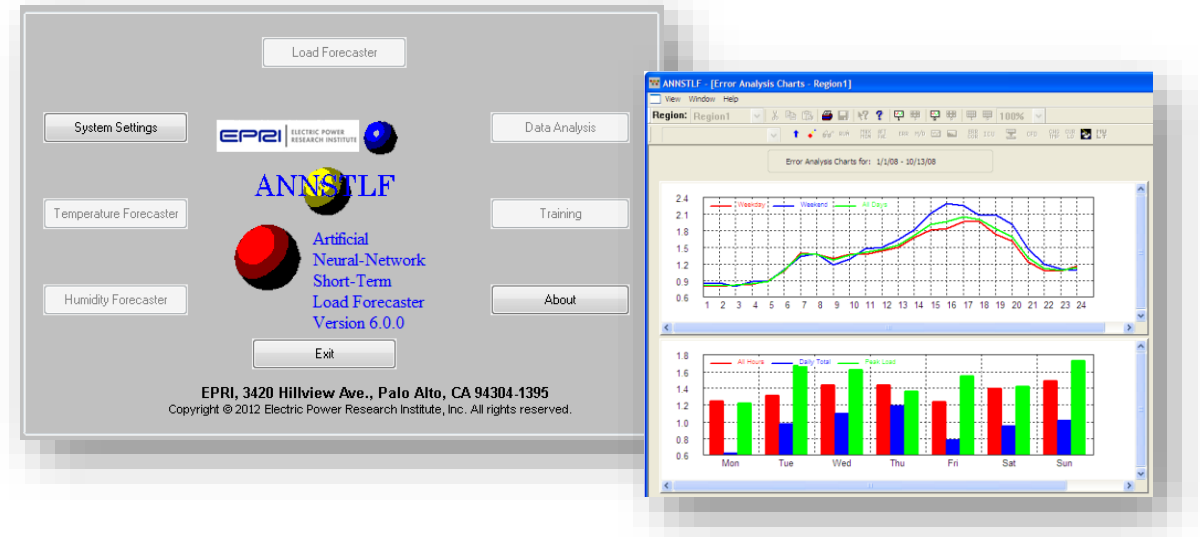 Load Forecaster
System Settings
EPRI
ELECTRIC POWER
RESEARCH INSTITUTE
Data Analysis
ANNSTLF
Temperature Forecaster
Training
Artificial
Neural-Network
Short-Term
Load Forecaster
Version 6.0.0
Humidity Forecaster
About
Exit
EPRI, 3420 Hillview Ave., Palo Alto, CA 94304-1395
Copyright © 2012 Electric Power Research Institute, Inc. All rights reserved.
ANNSTLF - [Error Analysis Charts - Region1]
View Window Help
Region: Region1 100%
Error Analysis Charts for: 1/1/08 - 10/13/08
Weekday Weekend All Days
2.4
2.1
1.8
1.5
1.2
0.9
0.6
1 2 3 4 5 6 7 8 9 10 11 12 13 14 15 16 17 18 19 20 21 22 23 24
All Hours Daily Total Peak Load
1.8
1.6
1.4
1.2
1.0
0.8
0.6
Mon Tue Wed Thu Fri Sat Sun